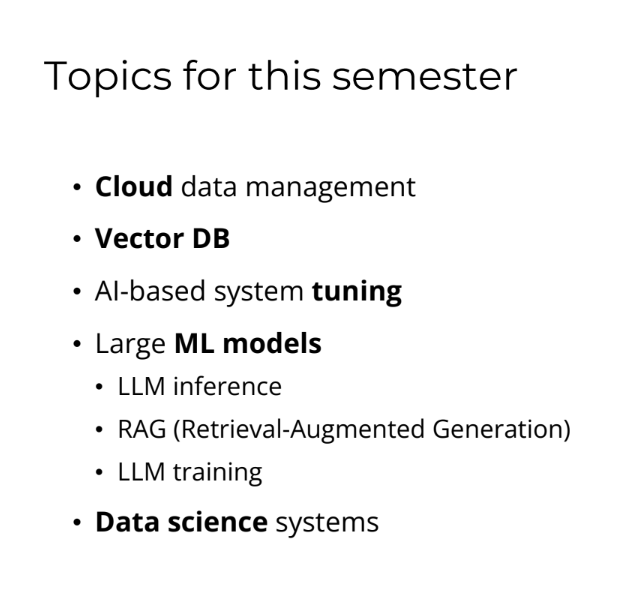 Topics for this semester
• Cloud data management
• Vector DB
• AI-based system tuning
• Large ML models
• LLM inference
• RAG (Retrieval-Augmented Generation)
• LLM training
• Data science systems